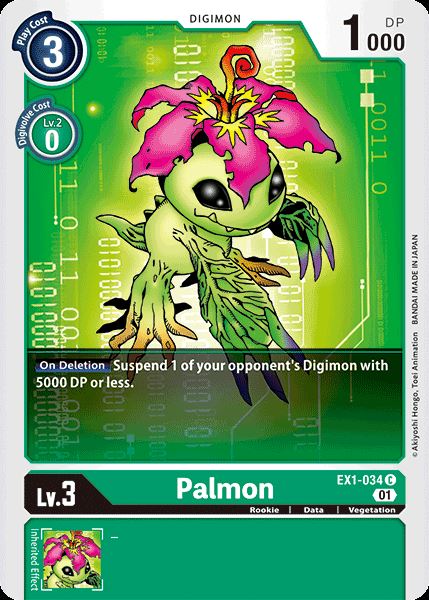 DIGIMON
Play Cost
3
DP
1000
Digivolve Cost
Lv.2
0
On Deletion Suspend 1 of your opponent's Digimon with
5000 DP or less.
©Akiyoshi Hongo, Toei Animation BANDAI MADE IN JAPAN
Lv.3
Palmon
EX1-034 C
01
Rookie | Data | Vegetation
Inherited Effect
–